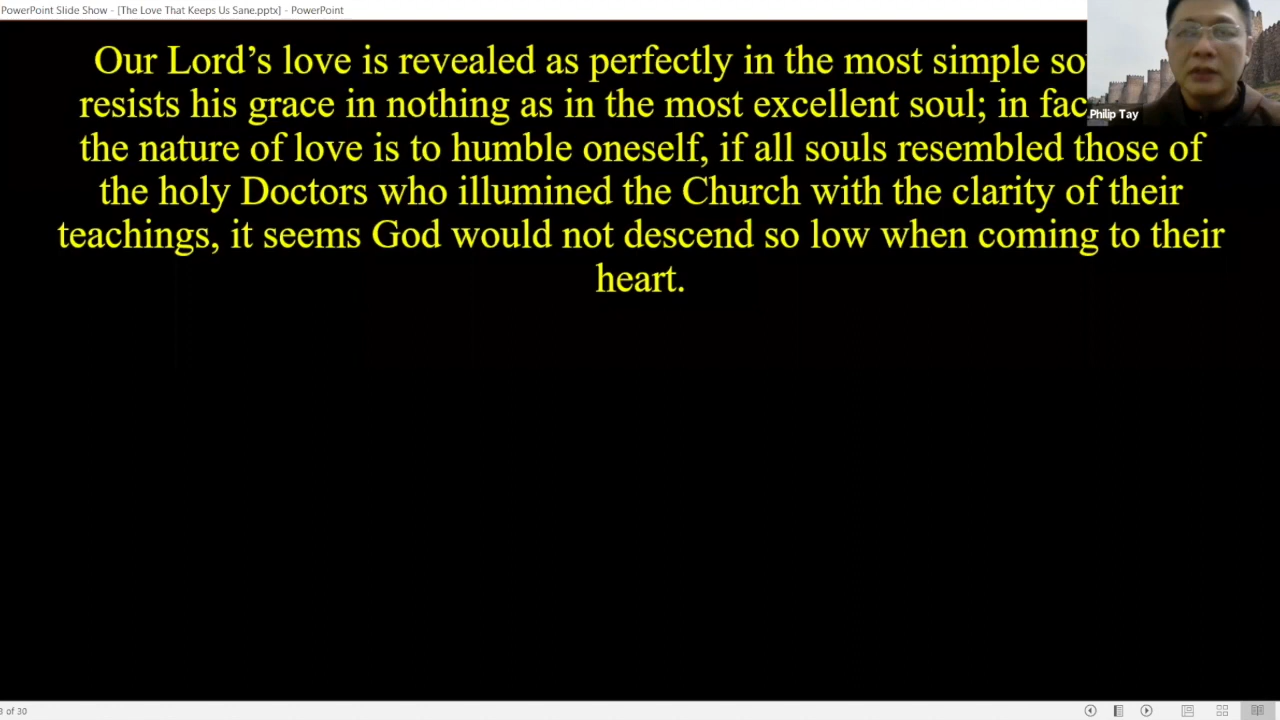 PowerPoint Slide Show - [The Love That Keeps Us Sane.pptx] - PowerPoint
Our Lord’s love is revealed as perfectly in the most simple
resists his grace in nothing as in the most excellent soul; in
Philip Tay
the nature of love is to humble oneself, if all souls resembled those of
the holy Doctors who illumined the Church with the clarity of their
teachings, it seems God would not descend so low when coming to their
heart.
of 30